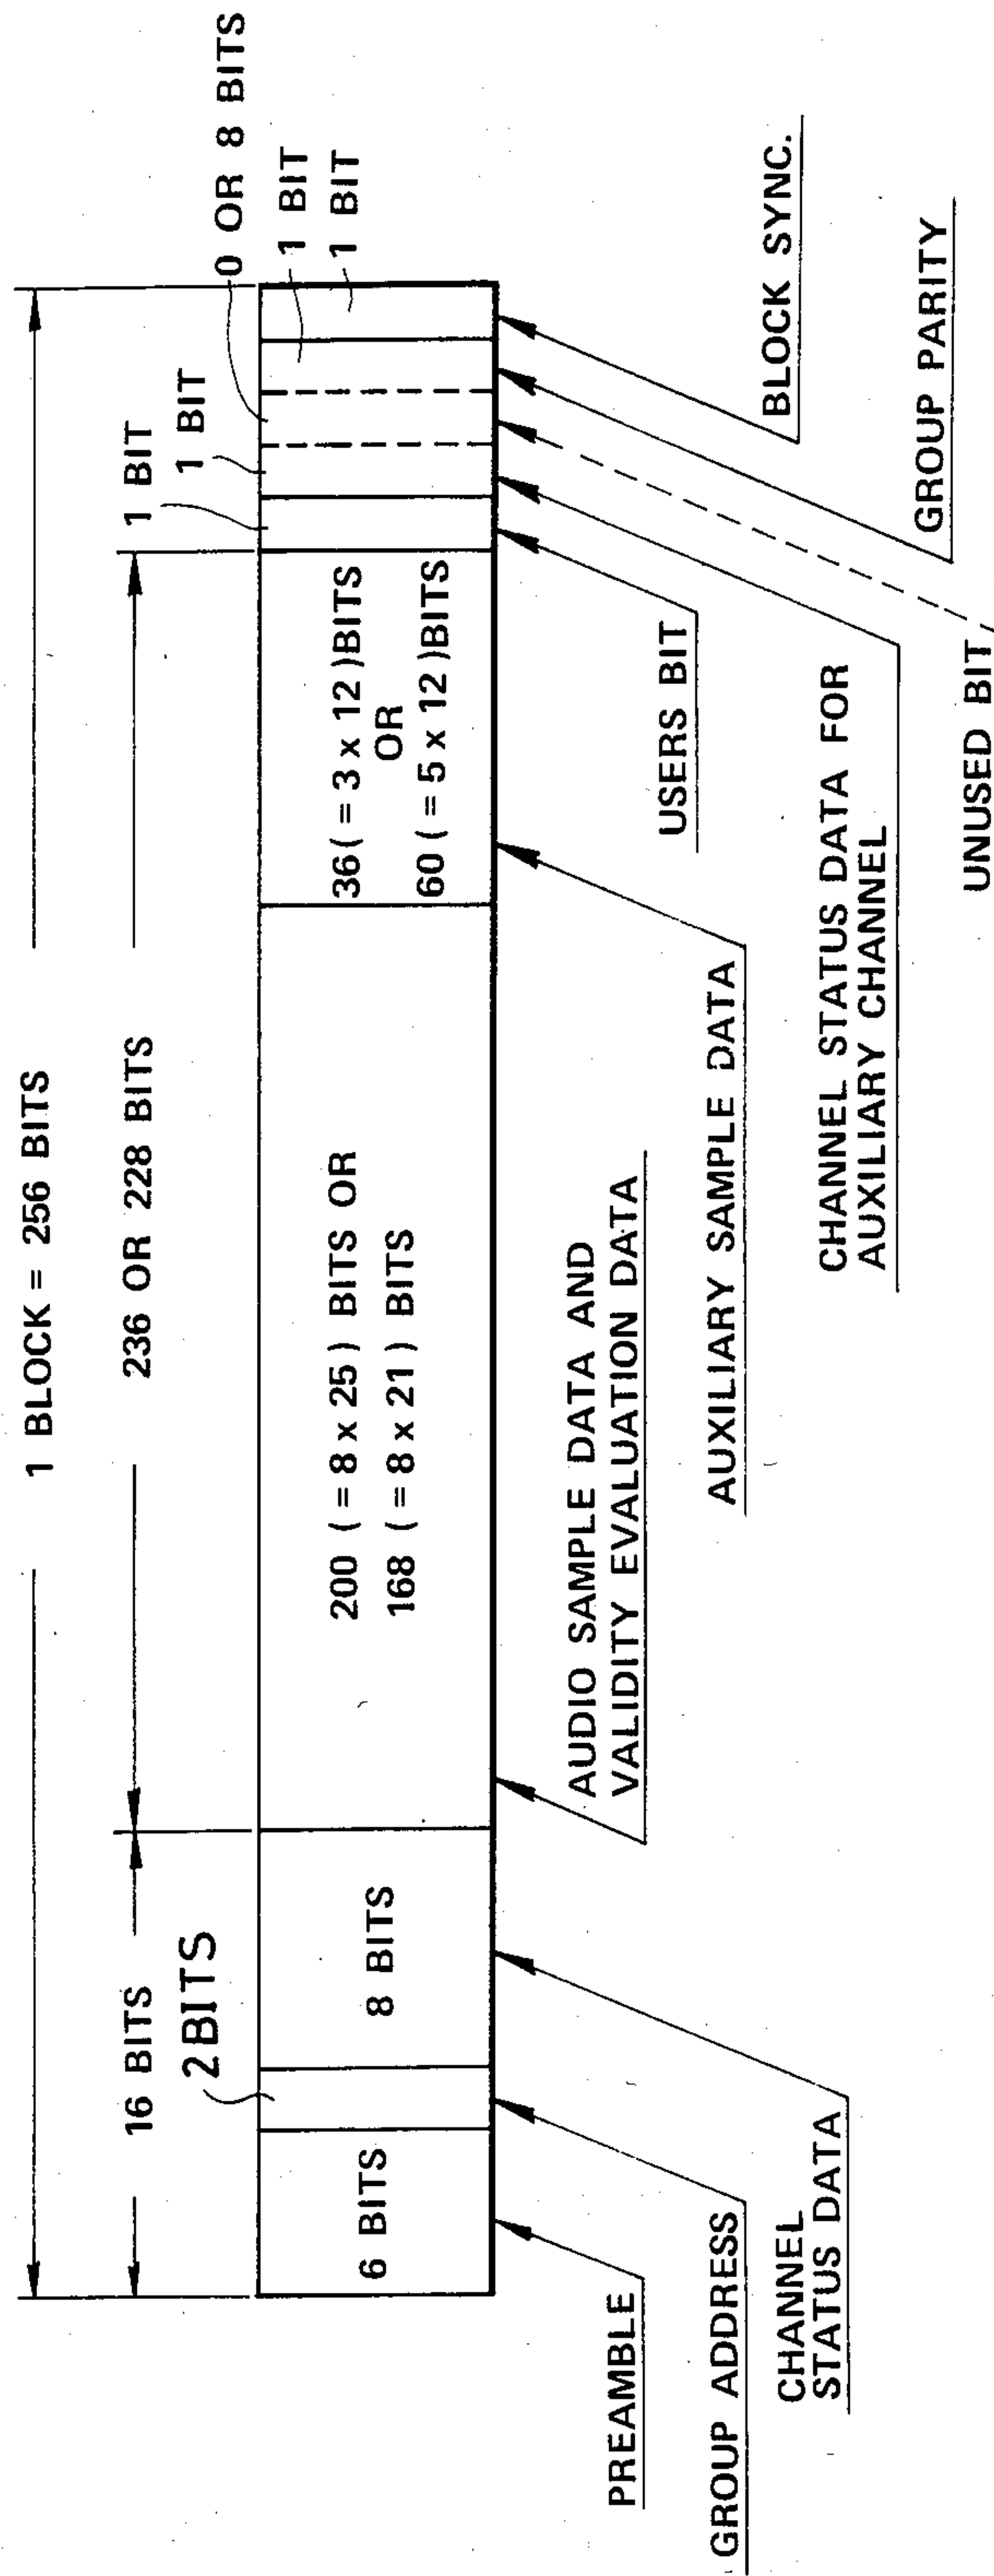 1 BLOCK = 256 BITS
16 BITS
236 OR 228 BITS
1 BIT
1 BIT
0 OR 8 BITS
1 BIT
1 BIT
2BITS
6 BITS
8 BITS
200 ( = 8 x 25 ) BITS OR
168 ( = 8 x 21 ) BITS
36 ( = 3 x 12 )BITS
OR
60 ( = 5 x 12 )BITS
PREAMBLE
GROUP ADDRESS
CHANNEL
STATUS DATA
AUDIO SAMPLE DATA AND
VALIDITY EVALUATION DATA
AUXILIARY SAMPLE DATA
USERS BIT
CHANNEL STATUS DATA FOR
AUXILIARY CHANNEL
UNUSED BIT
GROUP PARITY
BLOCK SYNC.